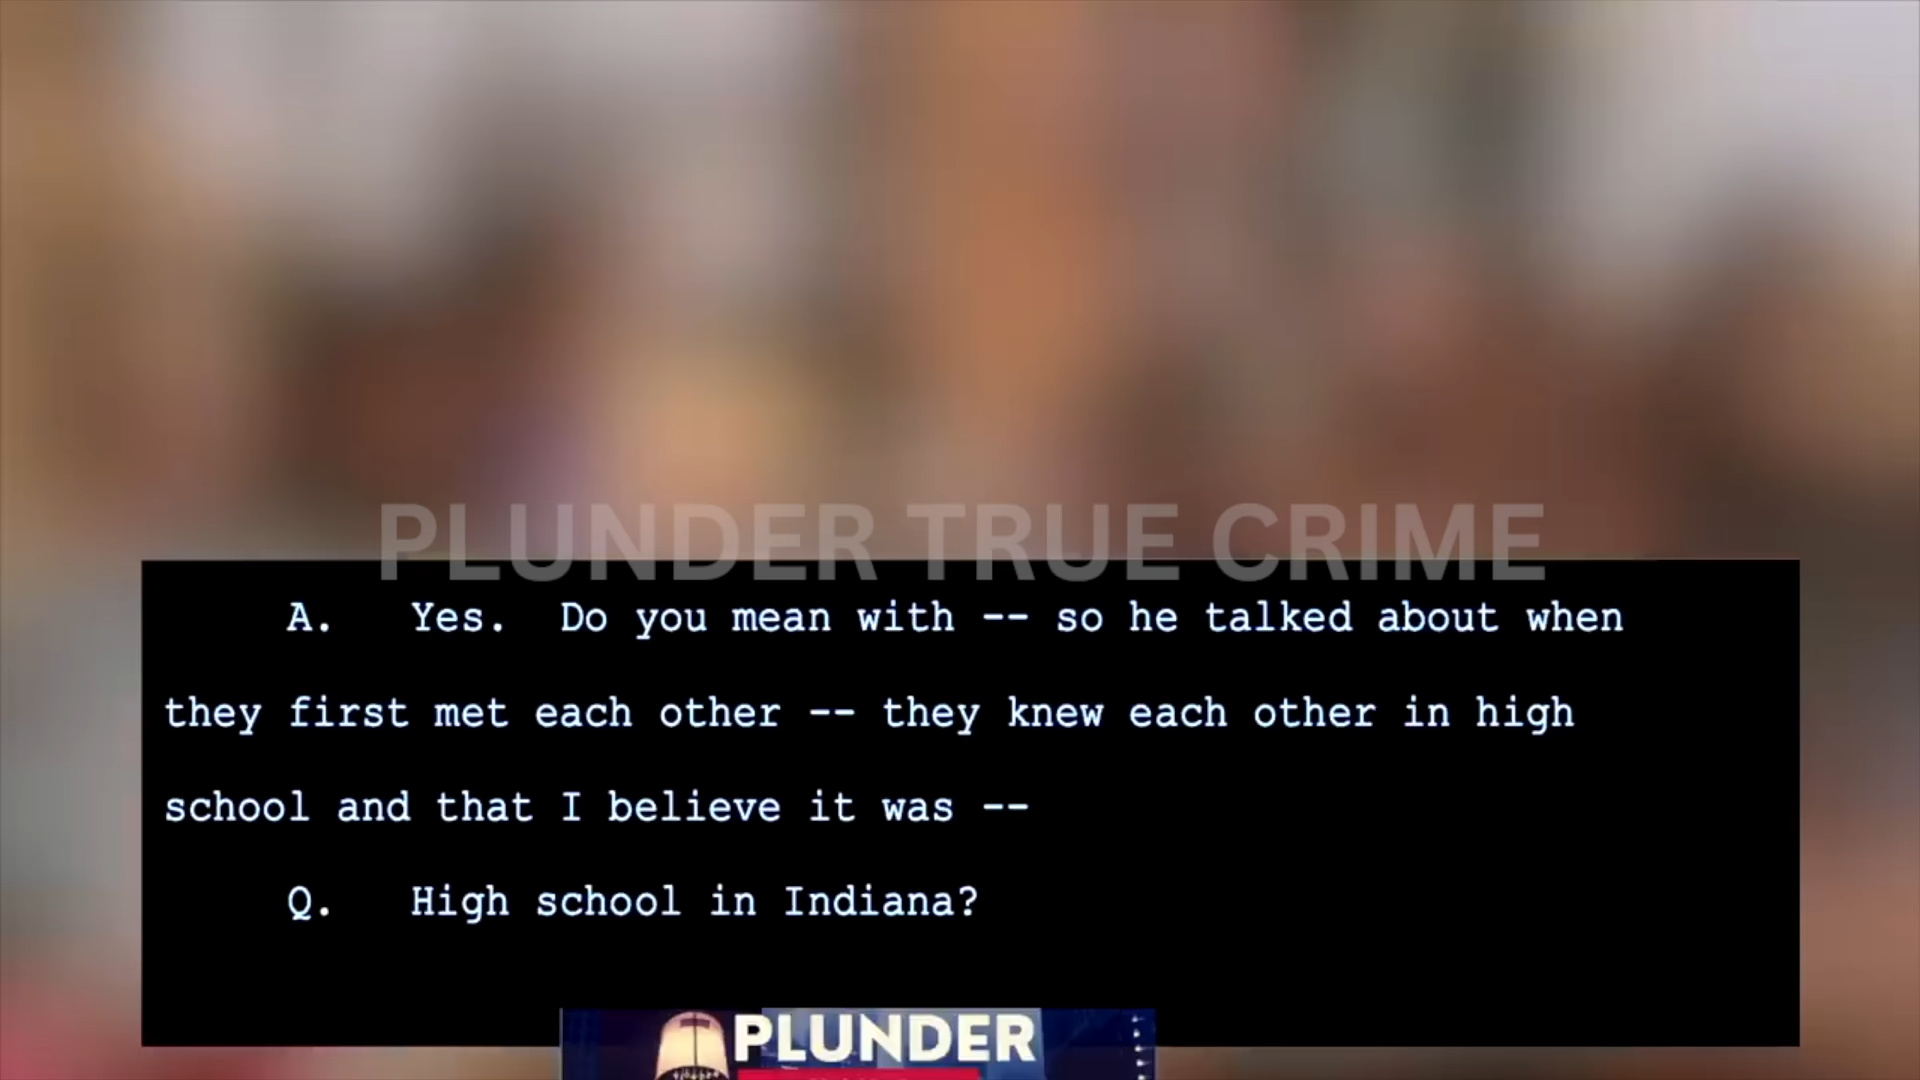 PLUNDER TRUE CRIME
A. Yes. Do you mean with -- so he talked about when
they first met each other -- they knew each other in high
school and that I believe it was --
Q. High school in Indiana?
PLUNDER